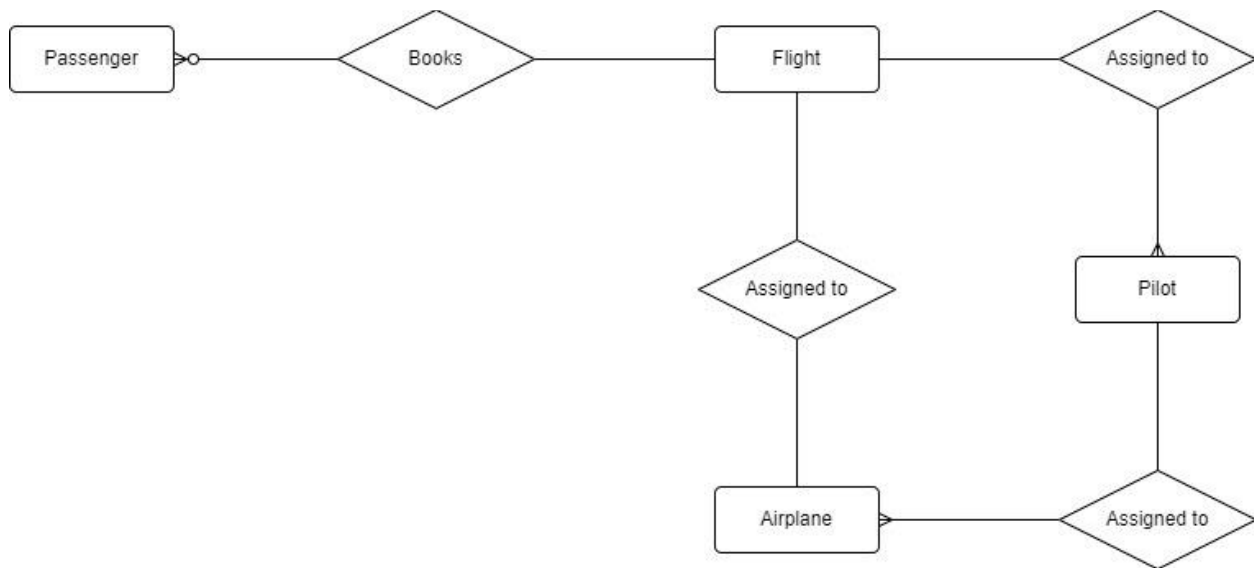 Passenger
Books
Flight
Assigned to
Assigned to
Pilot
Airplane
Assigned to